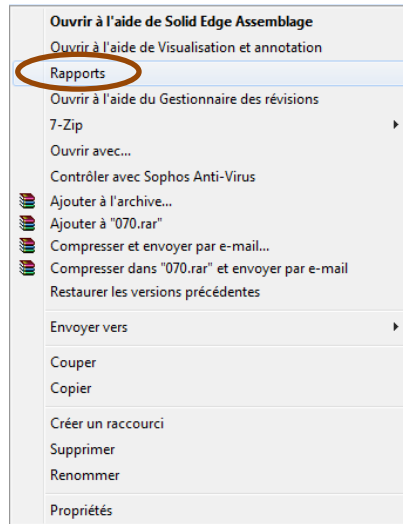 Ouvrir à l'aide de Solid Edge Assemblage
Ouvrir à l'aide de Visualisation et annotation
Rapports
Ouvrir à l'aide du Gestionnaire des révisions
7-Zip
Ouvrir avec...
Contrôler avec Sophos Anti-Virus
Ajouter à l'archive...
Ajouter à "070.rar"
Compresser et envoyer par e-mail...
Compresser dans "070.rar" et envoyer par e-mail
Restaurer les versions précédentes
Envoyer vers
Couper
Copier
Créer un raccourci
Supprimer
Renommer
Propriétés